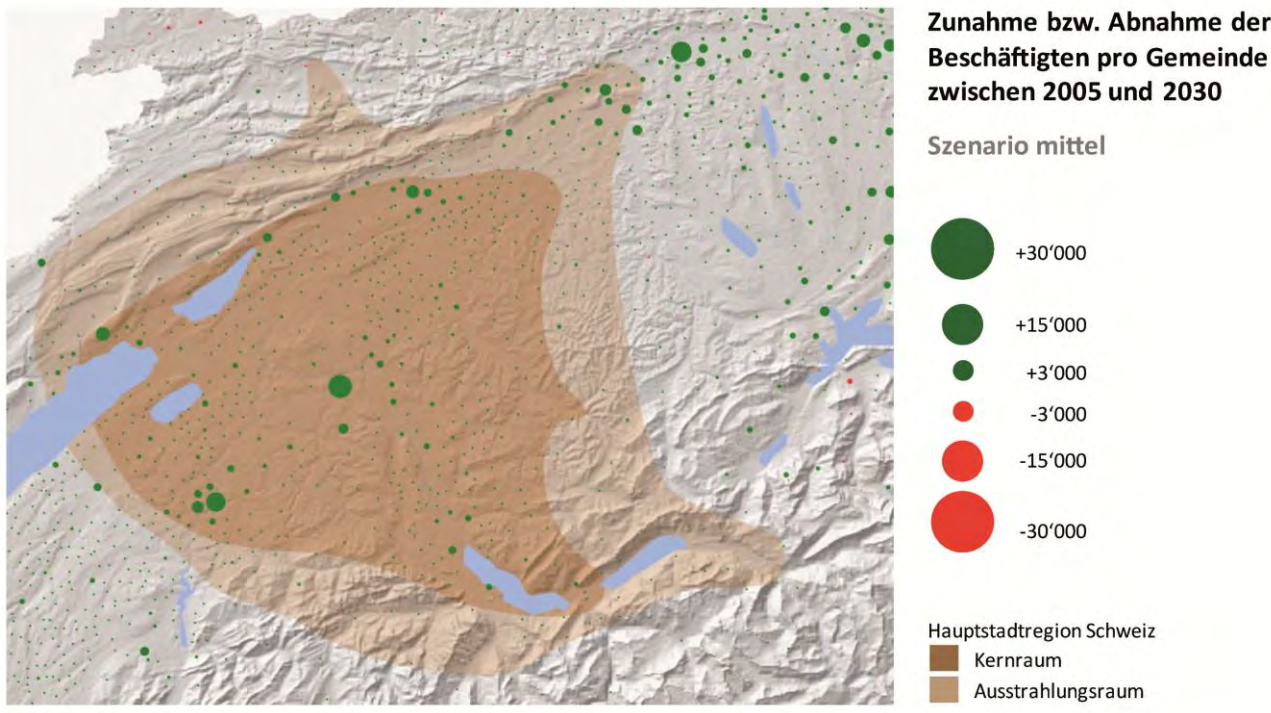 Zunahme bzw. Abnahme der
Beschäftigten pro Gemeinde
zwischen 2005 und 2030
Szenario mittel
+30‘000
+15‘000
+3‘000
-3‘000
-15‘000
-30‘000
Hauptstadtregion Schweiz
Kernraum
Ausstrahlungsraum